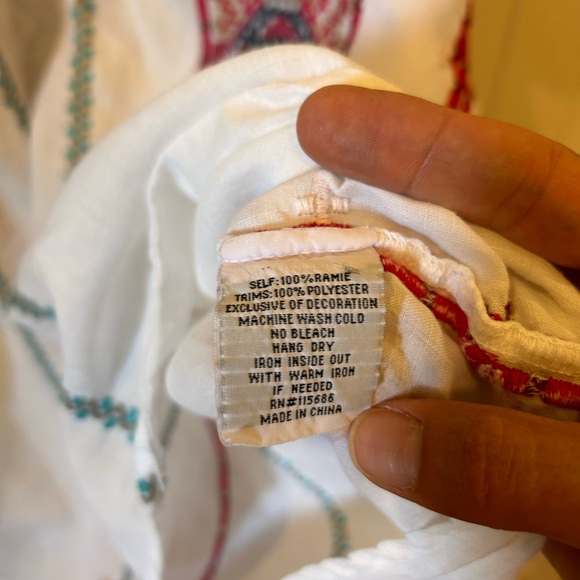 SELF:100%RAMIE
TRIMS:100%POLYESTER
EXCLUSIVE OF DECORATION
MACHINE WASH COLD
NO BLEACH
HANG DRY
IRON INSIDE OUT
WITH WARM IRON
IF NEEDED
RN#115686
MADE IN CHINA